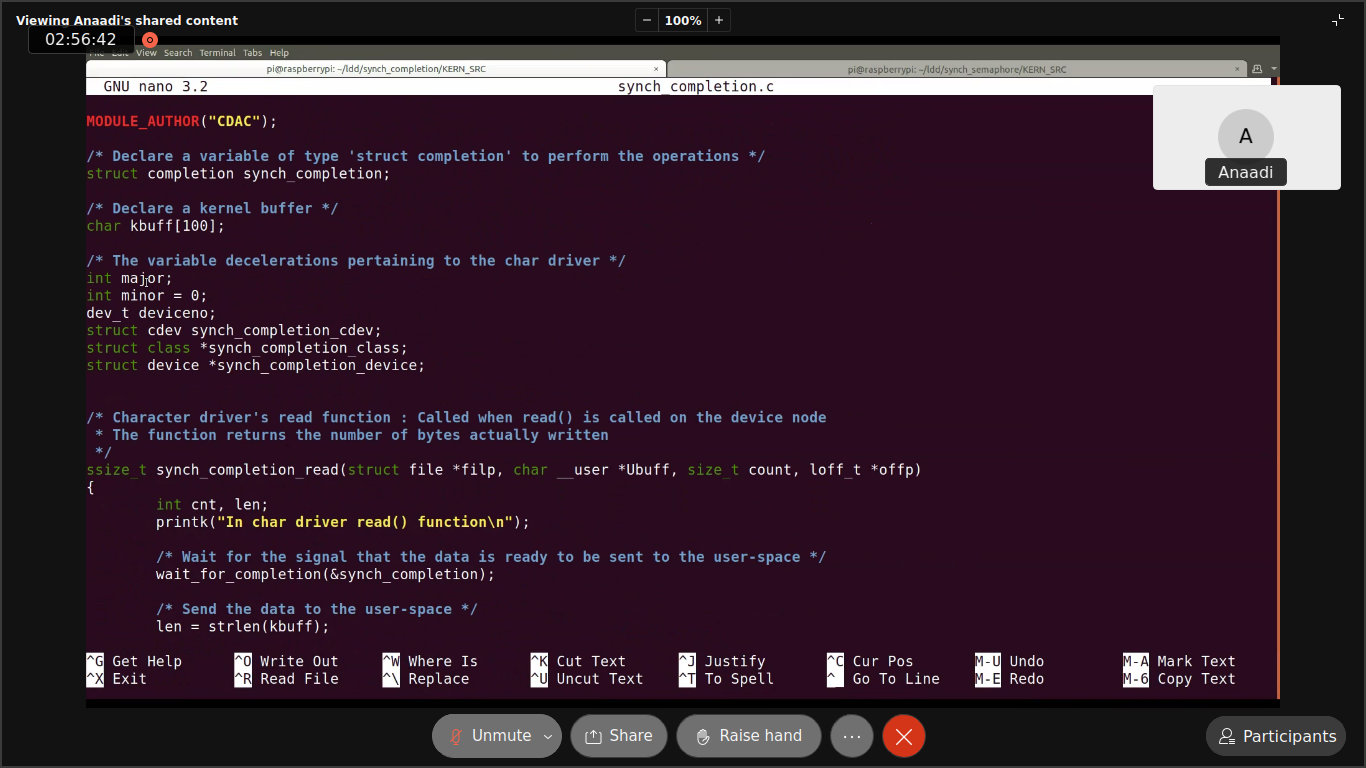 Viewing Anaadi's shared content
− 100% +
02:56:42
Edit View Search Terminal Tabs Help
pi@raspberrypi: ~/ldd/synch_completion/KERN_SRC ×
pi@raspberrypi: ~/ldd/synch_semaphore/KERN_SRC ×
GNU nano 3.2 synch_completion.c
A
Anaadi
MODULE_AUTHOR("CDAC");
/* Declare a variable of type 'struct completion' to perform the operations */
struct completion synch_completion;
/* Declare a kernel buffer */
char kbuff[100];
/* The variable decelerations pertaining to the char driver */
int major;
int minor = 0;
dev_t deviceno;
struct cdev synch_completion_cdev;
struct class *synch_completion_class;
struct device *synch_completion_device;
/* Character driver's read function : Called when read() is called on the device node
* The function returns the number of bytes actually written
*/
ssize_t synch_completion_read(struct file *filp, char __user *Ubuff, size_t count, loff_t *offp)
{
int cnt, len;
printk("In char driver read() function\n");
/* Wait for the signal that the data is ready to be sent to the user-space */
wait_for_completion(&synch_completion);
/* Send the data to the user-space */
len = strlen(kbuff);
^G Get Help ^O Write Out ^W Where Is ^K Cut Text ^J Justify ^C Cur Pos M-U Undo M-A Mark Text
^X Exit ^R Read File ^\ Replace ^U Uncut Text ^T To Spell ^_ Go To Line M-E Redo M-6 Copy Text
Unmute Share Raise hand ... Participants